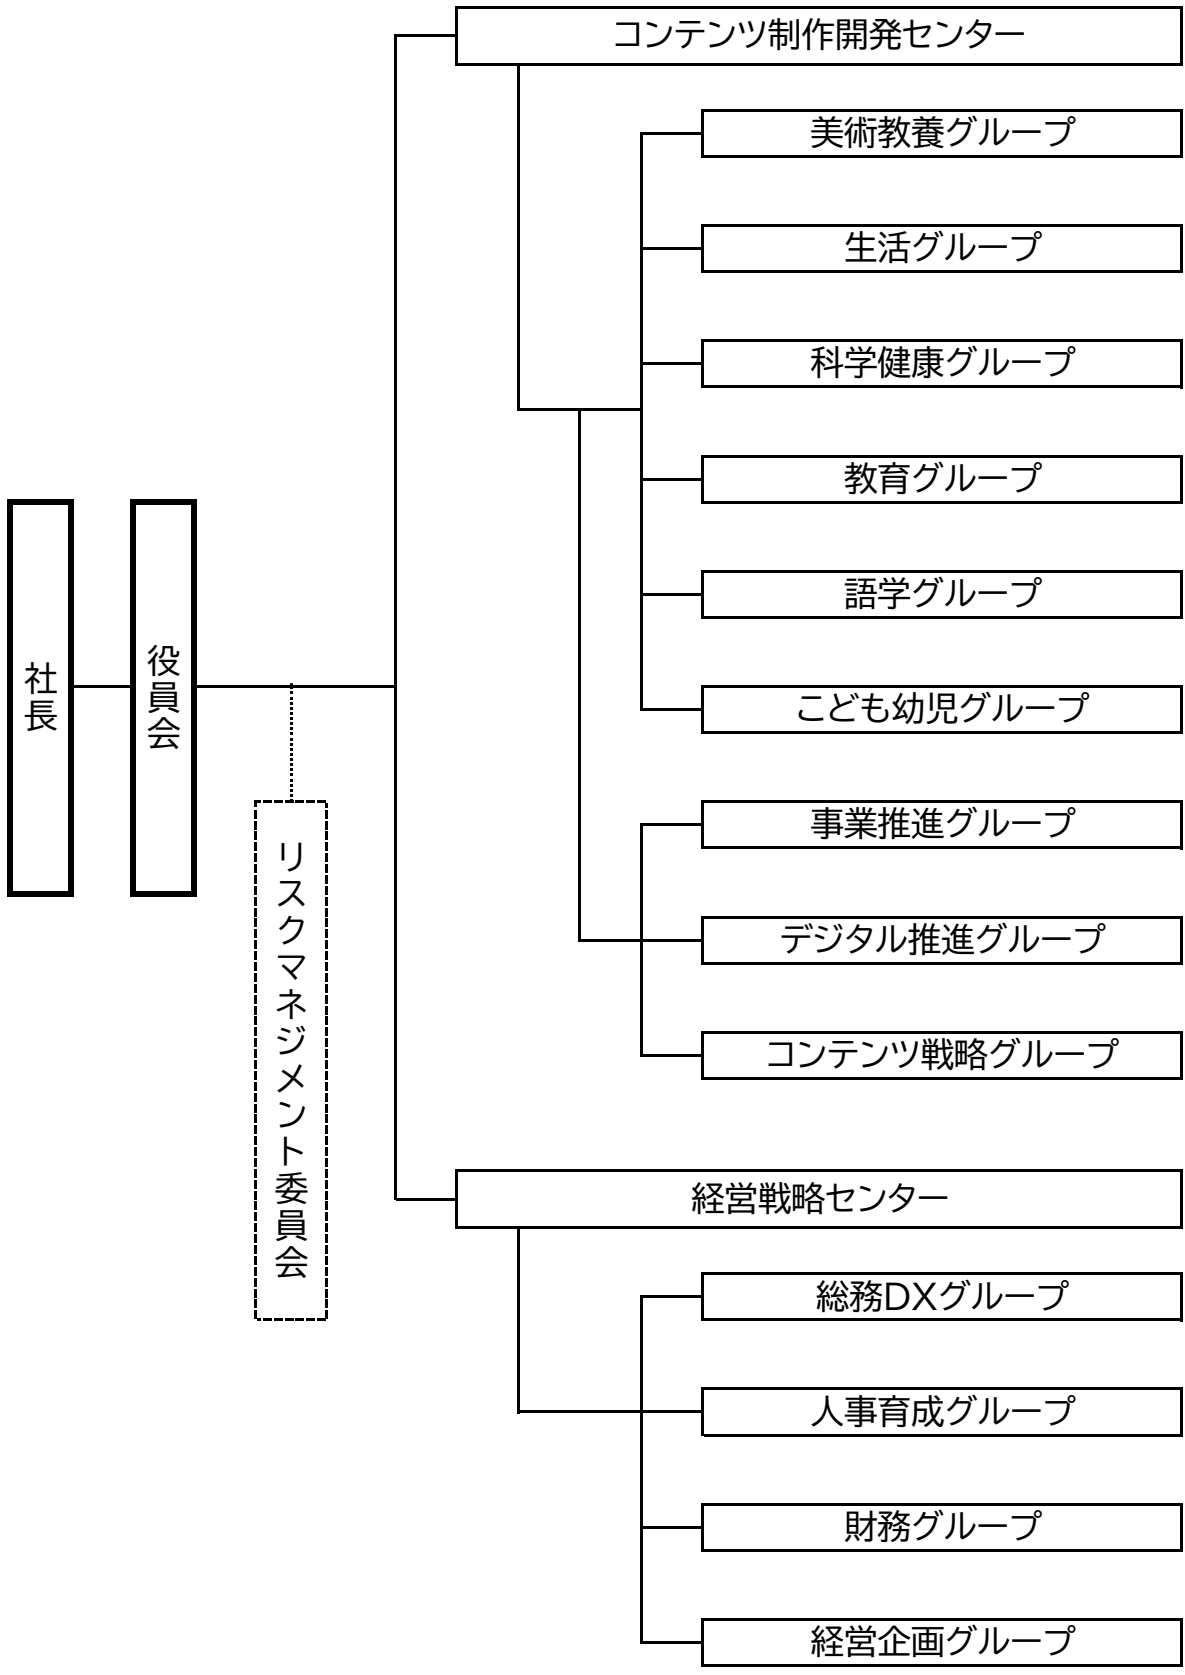 社長
役員会
リスクマネジメント委員会
コンテンツ制作開発センター
美術教養グループ
生活グループ
科学健康グループ
教育グループ
語学グループ
こども幼児グループ
事業推進グループ
デジタル推進グループ
コンテンツ戦略グループ
経営戦略センター
総務DXグループ
人事育成グループ
財務グループ
経営企画グループ